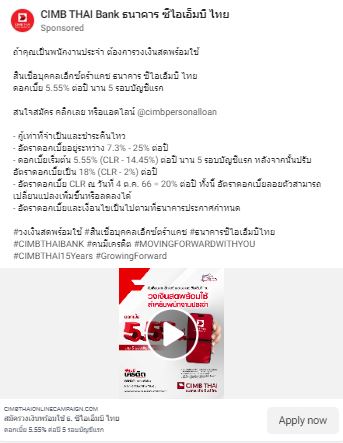 CIMB THAI Bank ธนาคาร ซีไอเอ็มบี ไทย
Sponsored
ถ้าคุณเป็นพนักงานประจำ ต้องการวงเงินสดพร้อมใช้
สินเชื่อบุคคลเอ็กซ์ตร้าแคช ธนาคาร ซีไอเอ็มบี ไทย
ดอกเบี้ย 5.55% ต่อปี นาน 5 รอบบัญชีแรก
สนใจสมัคร คลิกเลย หรือแอดไลน์ @cimbpersonalloan
- กู้เท่าที่จำเป็นและชำระคืนไหว
- อัตราดอกเบี้ยอยู่ระหว่าง 7.3% - 25% ต่อปี
- ดอกเบี้ยเริ่มต้น 5.55% (CLR - 14.45%) ต่อปี นาน 5 รอบบัญชีแรก หลังจากนั้นปรับ
อัตราดอกเบี้ยเป็น 18% (CLR - 2%) ต่อปี
- อัตราดอกเบี้ย CLR ณ วันที่ 4 ต.ค. 66 = 20% ต่อปี ทั้งนี้ อัตราดอกเบี้ยลอยตัวสามารถ
เปลี่ยนแปลงเพิ่มขึ้นหรือลดลงได้
- อัตราดอกเบี้ยและเงื่อนไขเป็นไปตามที่ธนาคารประกาศกำหนด
#วงเงินสดพร้อมใช้ #สินเชื่อบุคคลเอ็กซ์ตร้าแคช #ธนาคารซีไอเอ็มบีไทย
#CIMBTHAIBANK #คนมีเครดิต #MOVINGFORWARDWITHYOU
#CIMBTHAI15Years #GrowingForward
วงเงินสดพร้อมใช้
สำหรับพนักงานประจำ
ดอกเบี้ย
5.5
เครดิต
CIMB THAI
CIMBTHAIONLINECAMPAIGN.COM
สมัครวงเงินพร้อมใช้ ธ. ซีไอเอ็มบี ไทย
ดอกเบี้ย 5.55% ต่อปี 5 รอบบัญชีแรก
Apply now